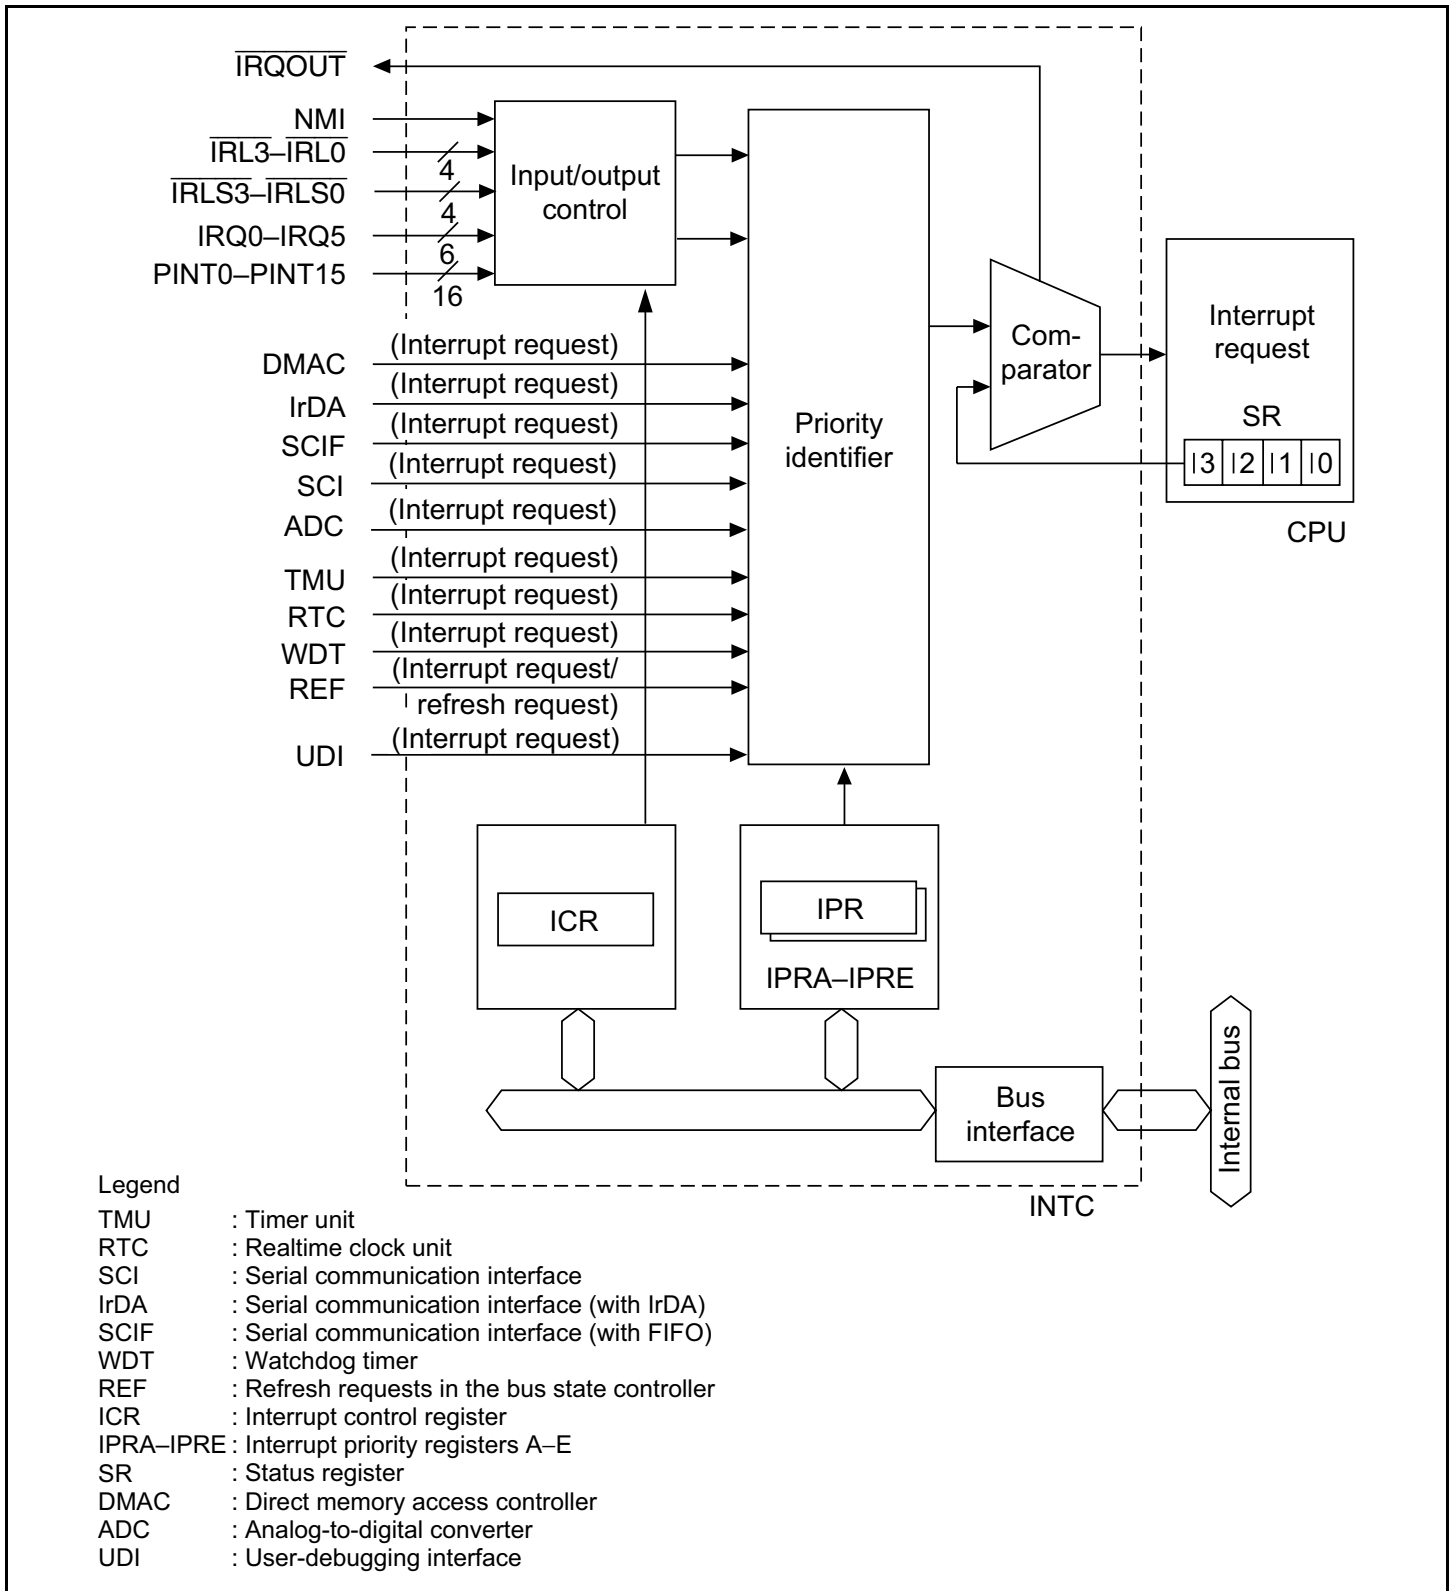 IRQOUT
NMI
IRL3–IRL0
4
IRLS3–IRLS0
4
IRQ0–IRQ5
6
PINT0–PINT15
16
Input/output
control
DMAC
(Interrupt request)
IrDA
(Interrupt request)
SCIF
(Interrupt request)
SCI
(Interrupt request)
ADC
(Interrupt request)
TMU
(Interrupt request)
RTC
(Interrupt request)
WDT
(Interrupt request)
REF
(Interrupt request/
refresh request)
UDI
(Interrupt request)
Priority
identifier
Com-
parator
Interrupt
request
SR
I3 I2 I1 I0
CPU
ICR
IPR
IPRA–IPRE
Bus
interface
Internal bus
INTC
Legend
TMU : Timer unit
RTC : Realtime clock unit
SCI : Serial communication interface
IrDA : Serial communication interface (with IrDA)
SCIF : Serial communication interface (with FIFO)
WDT : Watchdog timer
REF : Refresh requests in the bus state controller
ICR : Interrupt control register
IPRA–IPRE : Interrupt priority registers A–E
SR : Status register
DMAC : Direct memory access controller
ADC : Analog-to-digital converter
UDI : User-debugging interface